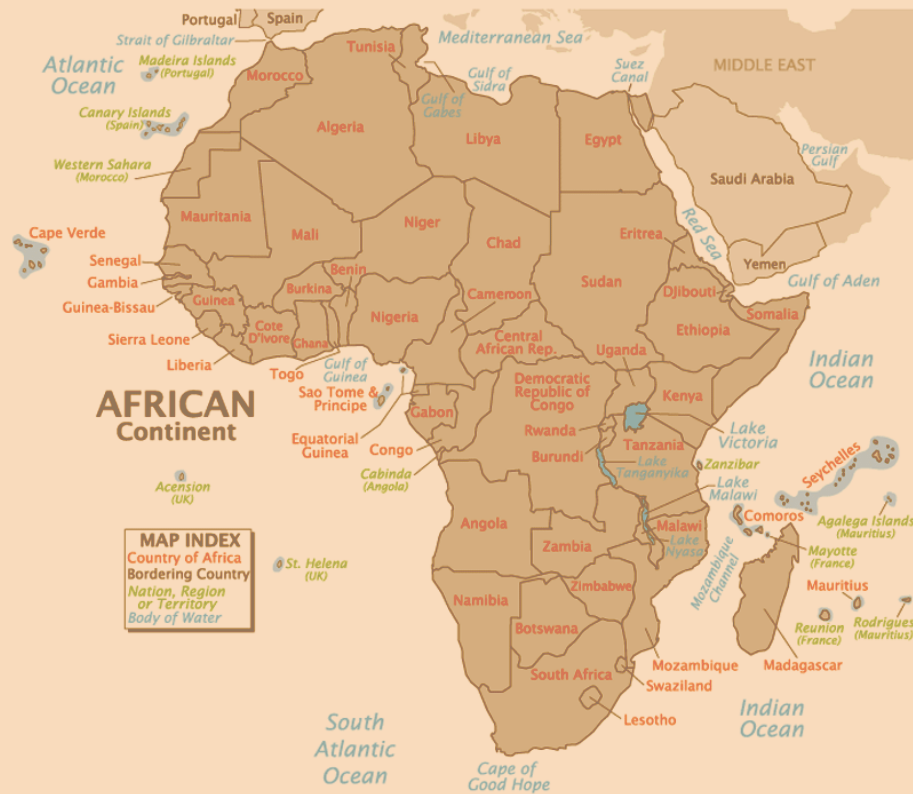 Portugal
Spain
Strait of Gilbraltar
Mediterranean Sea
Tunisia
Madeira Islands
(Portugal)
Atlantic
Ocean
Morocco
Gulf of
Sidra
Suez
Canal
MIDDLE EAST
Gulf of
Gabes
Canary Islands
(Spain)
Algeria
Libya
Egypt
Persian
Gulf
Western Sahara
(Morocco)
Saudi Arabia
Mauritania
Mali
Niger
Chad
Red Sea
Cape Verde
Eritrea
Senegal
Benin
Yemen
Gambia
Burkina
Cameroon
Sudan
Djibouti
Gulf of Aden
Guinea-Bissau
Guinea
Nigeria
Somalia
Sierra Leone
Cote
D'Ivore
Ghana
Central
African Rep.
Ethiopia
Uganda
Liberia
Togo
Gulf of
Guinea
Indian
Ocean
Sao Tome &
Principe
Democratic
Republic of
Congo
Kenya
AFRICAN
Continent
Gabon
Rwanda
Lake
Victoria
Equatorial
Guinea
Congo
Burundi
Tanzania
Lake
Tanganyika
Zanzibar
Seychelles
Cabinda
(Angola)
Lake
Malawi
Acension
(UK)
Comoros
Agalega Islands
(Mauritius)
Angola
Malawi
Lake
Nyasa
MAP INDEX
Country of Africa
Bordering Country
Nation, Region
or Territory
Body of Water
Zambia
Mozambique
Channel
Mayotte
(France)
St. Helena
(UK)
Zimbabwe
Mauritius
Namibia
Botswana
Reunion
(France)
Rodrigues
(Mauritius)
South Africa
Mozambique
Madagascar
Swaziland
Lesotho
South
Atlantic
Ocean
Indian
Ocean
Cape of
Good Hope